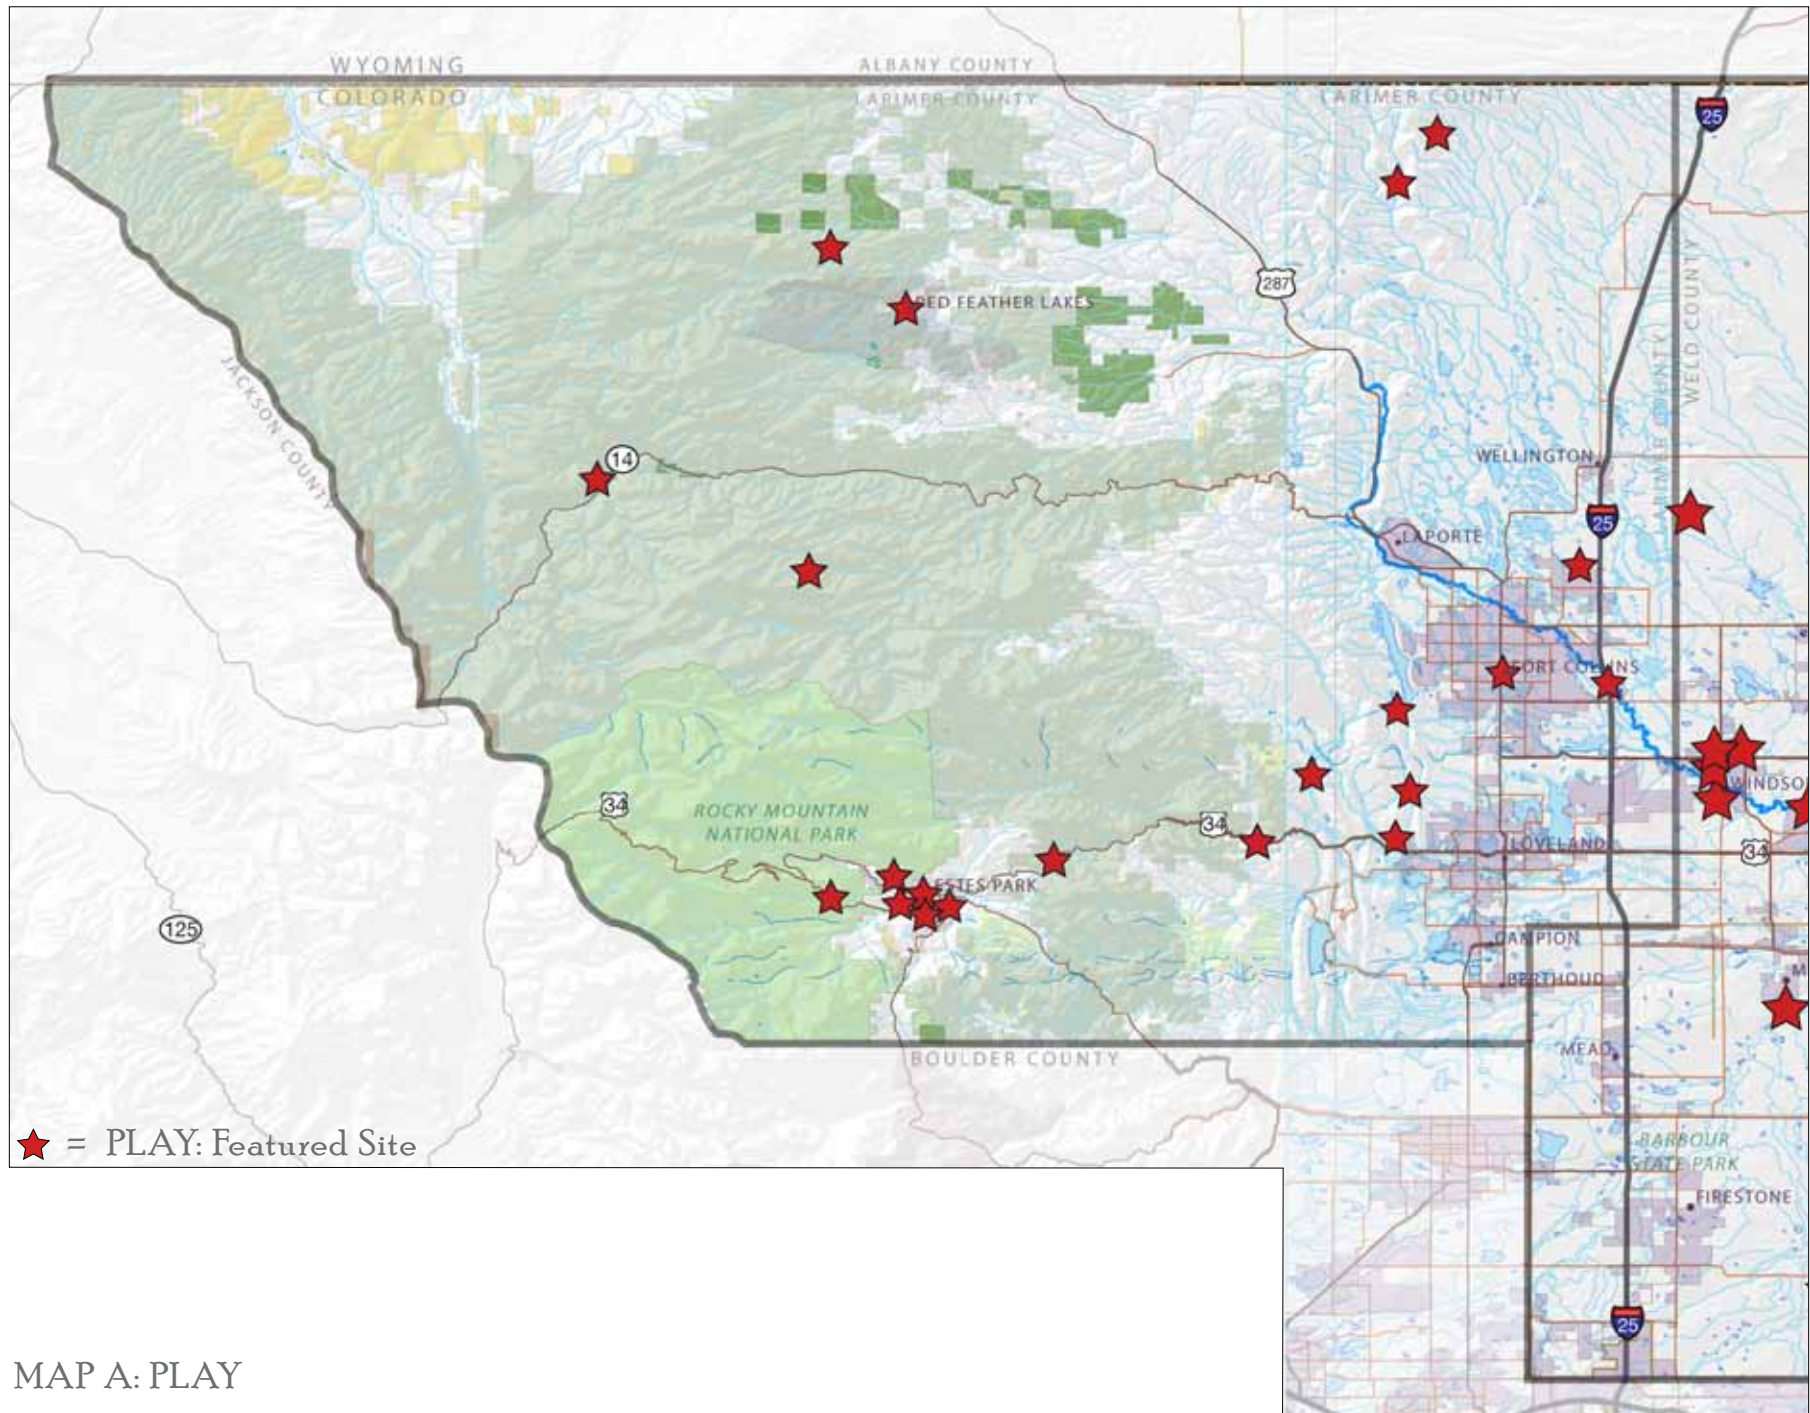 WYOMING
COLORADO
ALBANY COUNTY
LARIMER COUNTY
LARIMER COUNTY
25
287
RED FEATHER LAKES
JACKSON COUNTY
WELD COUNTY
LARIMER COUNTY
14
WELLINGTON
25
LAPORTE
FORT COLLINS
34
ROCKY MOUNTAIN
NATIONAL PARK
34
WINDSO
LOVELAND
34
ESTES PARK
125
CAMPION
BERTHOUD
M
MEAD
BOULDER COUNTY
BARBOUR
STATE PARK
FIRESTONE
25
= PLAY: Featured Site
MAP A: PLAY